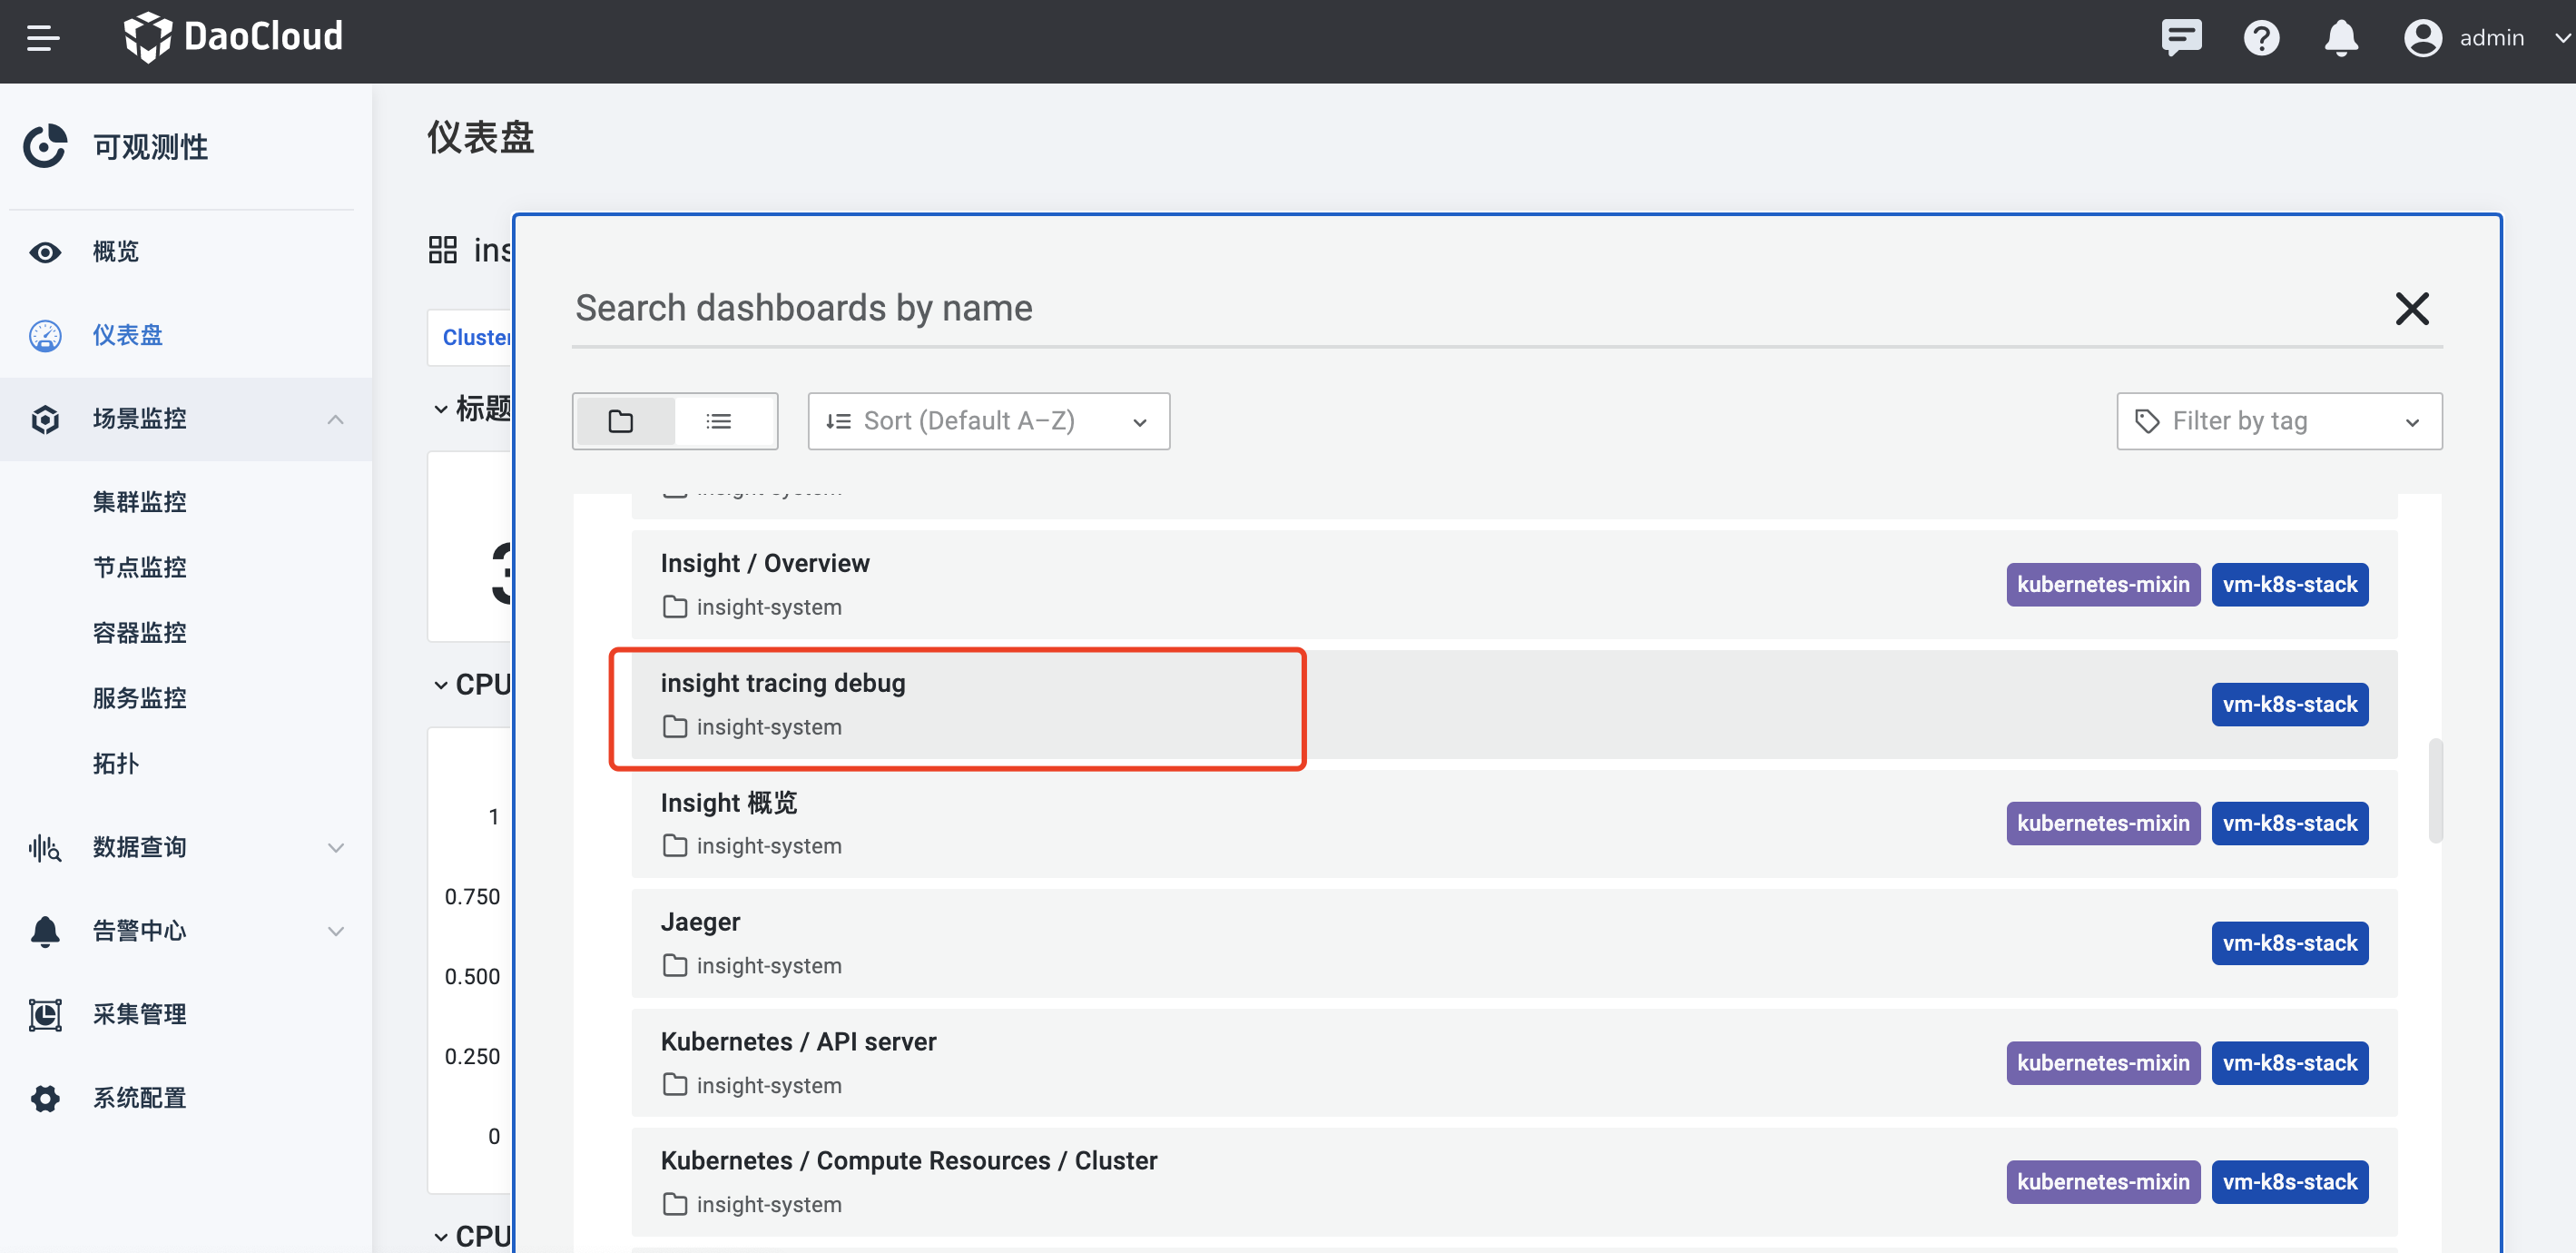 DaoCloud
admin
可观测性
概览
仪表盘
场景监控
集群监控
节点监控
容器监控
服务监控
拓扑
数据查询
告警中心
采集管理
系统配置
仪表盘
ins
Cluster
标题
CPU
1
0.750
0.500
0.250
0
CPU
Search dashboards by name
Sort (Default A–Z)
Filter by tag
insight-system
Insight / Overview
insight-system
kubernetes-mixin vm-k8s-stack
insight tracing debug
insight-system
vm-k8s-stack
Insight 概览
insight-system
kubernetes-mixin vm-k8s-stack
Jaeger
insight-system
vm-k8s-stack
Kubernetes / API server
insight-system
kubernetes-mixin vm-k8s-stack
Kubernetes / Compute Resources / Cluster
insight-system
kubernetes-mixin vm-k8s-stack